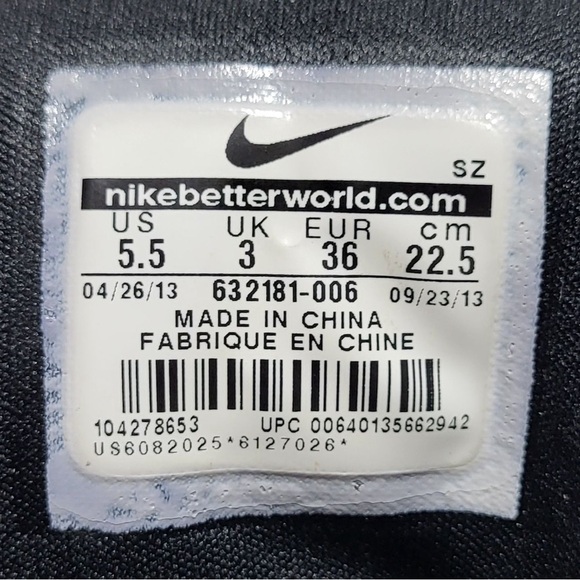 SZ
nikebetterworld.com
US UK EUR cm
5.5 3 36 22.5
04/26/13 632181-006 09/23/13
MADE IN CHINA
FABRIQUE EN CHINE
104278653 UPC 00640135662942
US6082025*6127026*